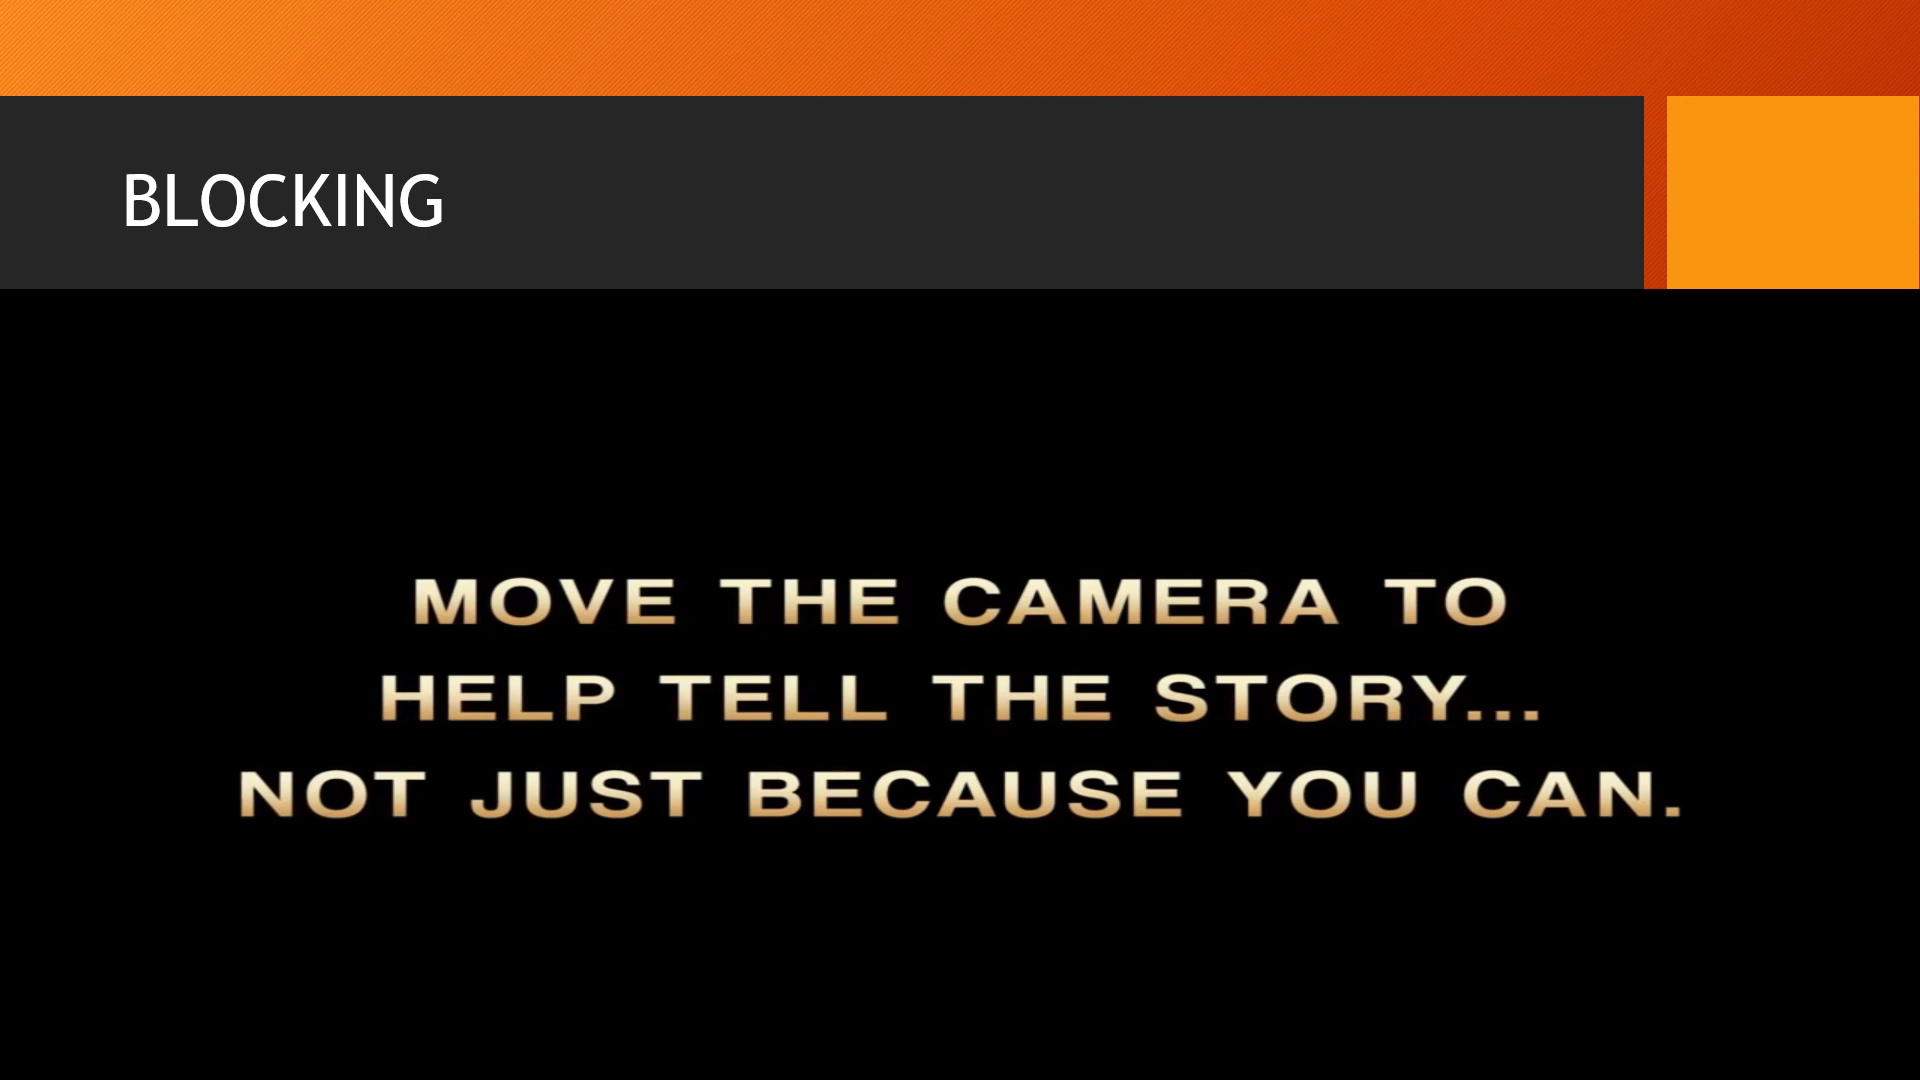 BLOCKING
MOVE THE CAMERA TO
HELP TELL THE STORY...
NOT JUST BECAUSE YOU CAN.